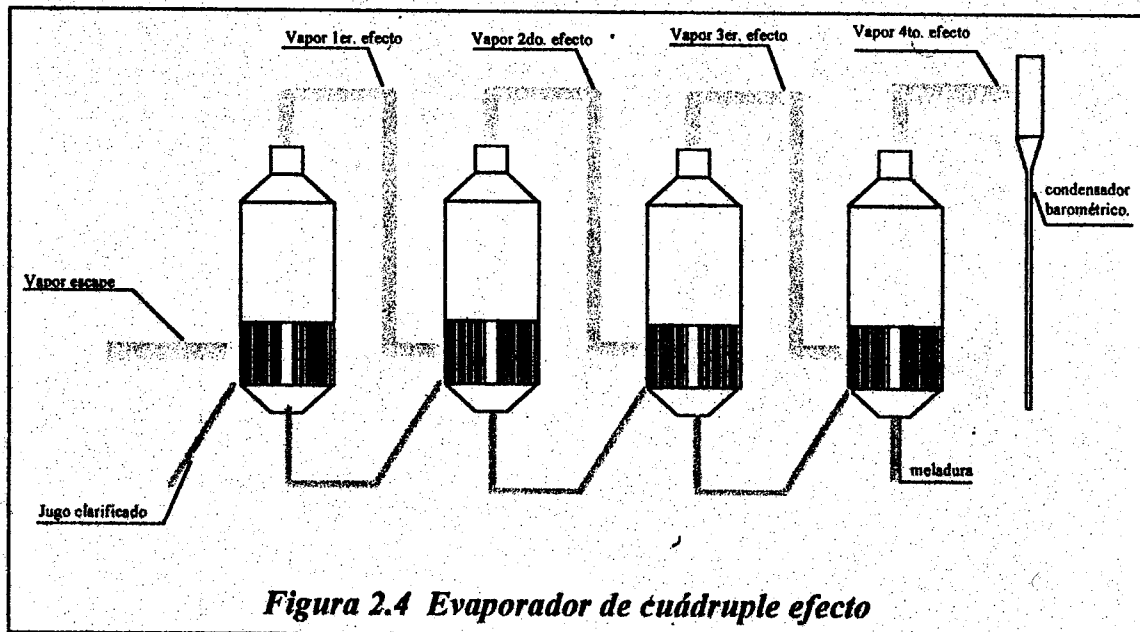 Vapor 1er. efecto
Vapor 2do. efecto
Vapor 3er. efecto
Vapor 4to. efecto
condensador
barométrico.
Vapor escape
meladura
Jugo clarificado
Figura 2.4 Evaporador de cuádruple efecto